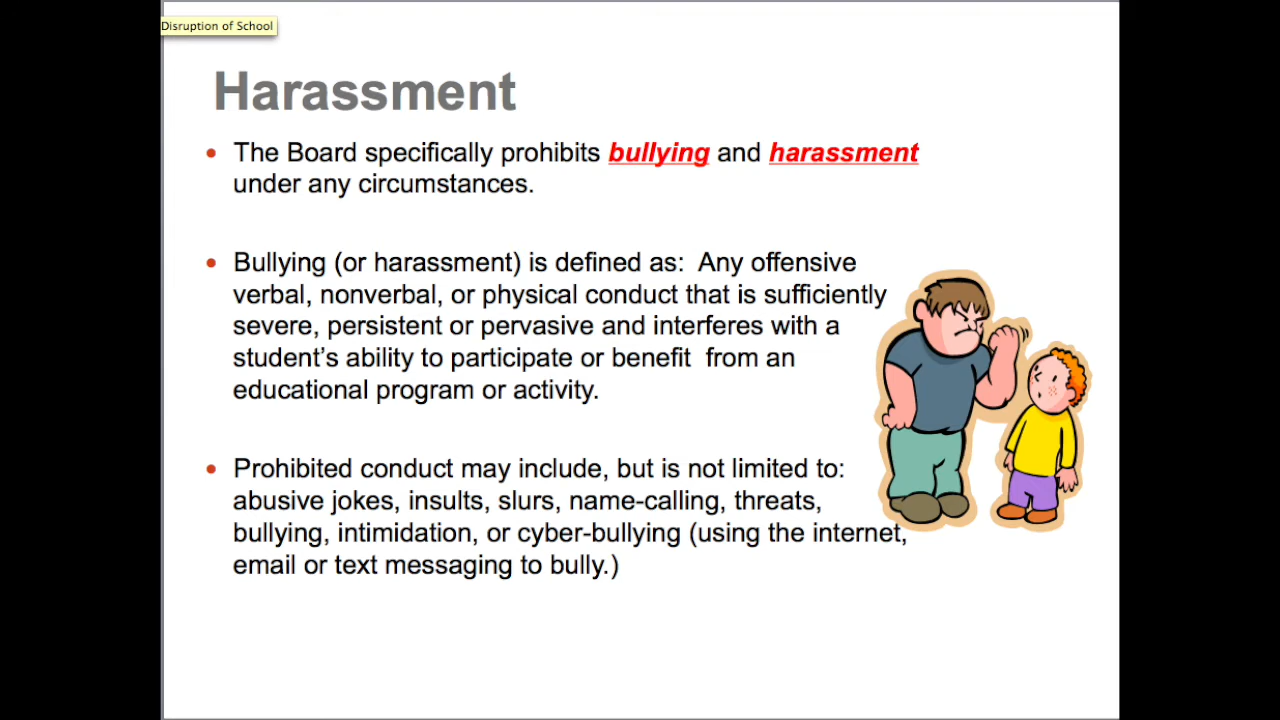 Disruption of School
Harassment
• The Board specifically prohibits bullying and harassment
under any circumstances.
• Bullying (or harassment) is defined as:  Any offensive
verbal, nonverbal, or physical conduct that is sufficiently
severe, persistent or pervasive and interferes with a
student’s ability to participate or benefit  from an
educational program or activity.
• Prohibited conduct may include, but is not limited to:
abusive jokes, insults, slurs, name-calling, threats,
bullying, intimidation, or cyber-bullying (using the internet,
email or text messaging to bully.)